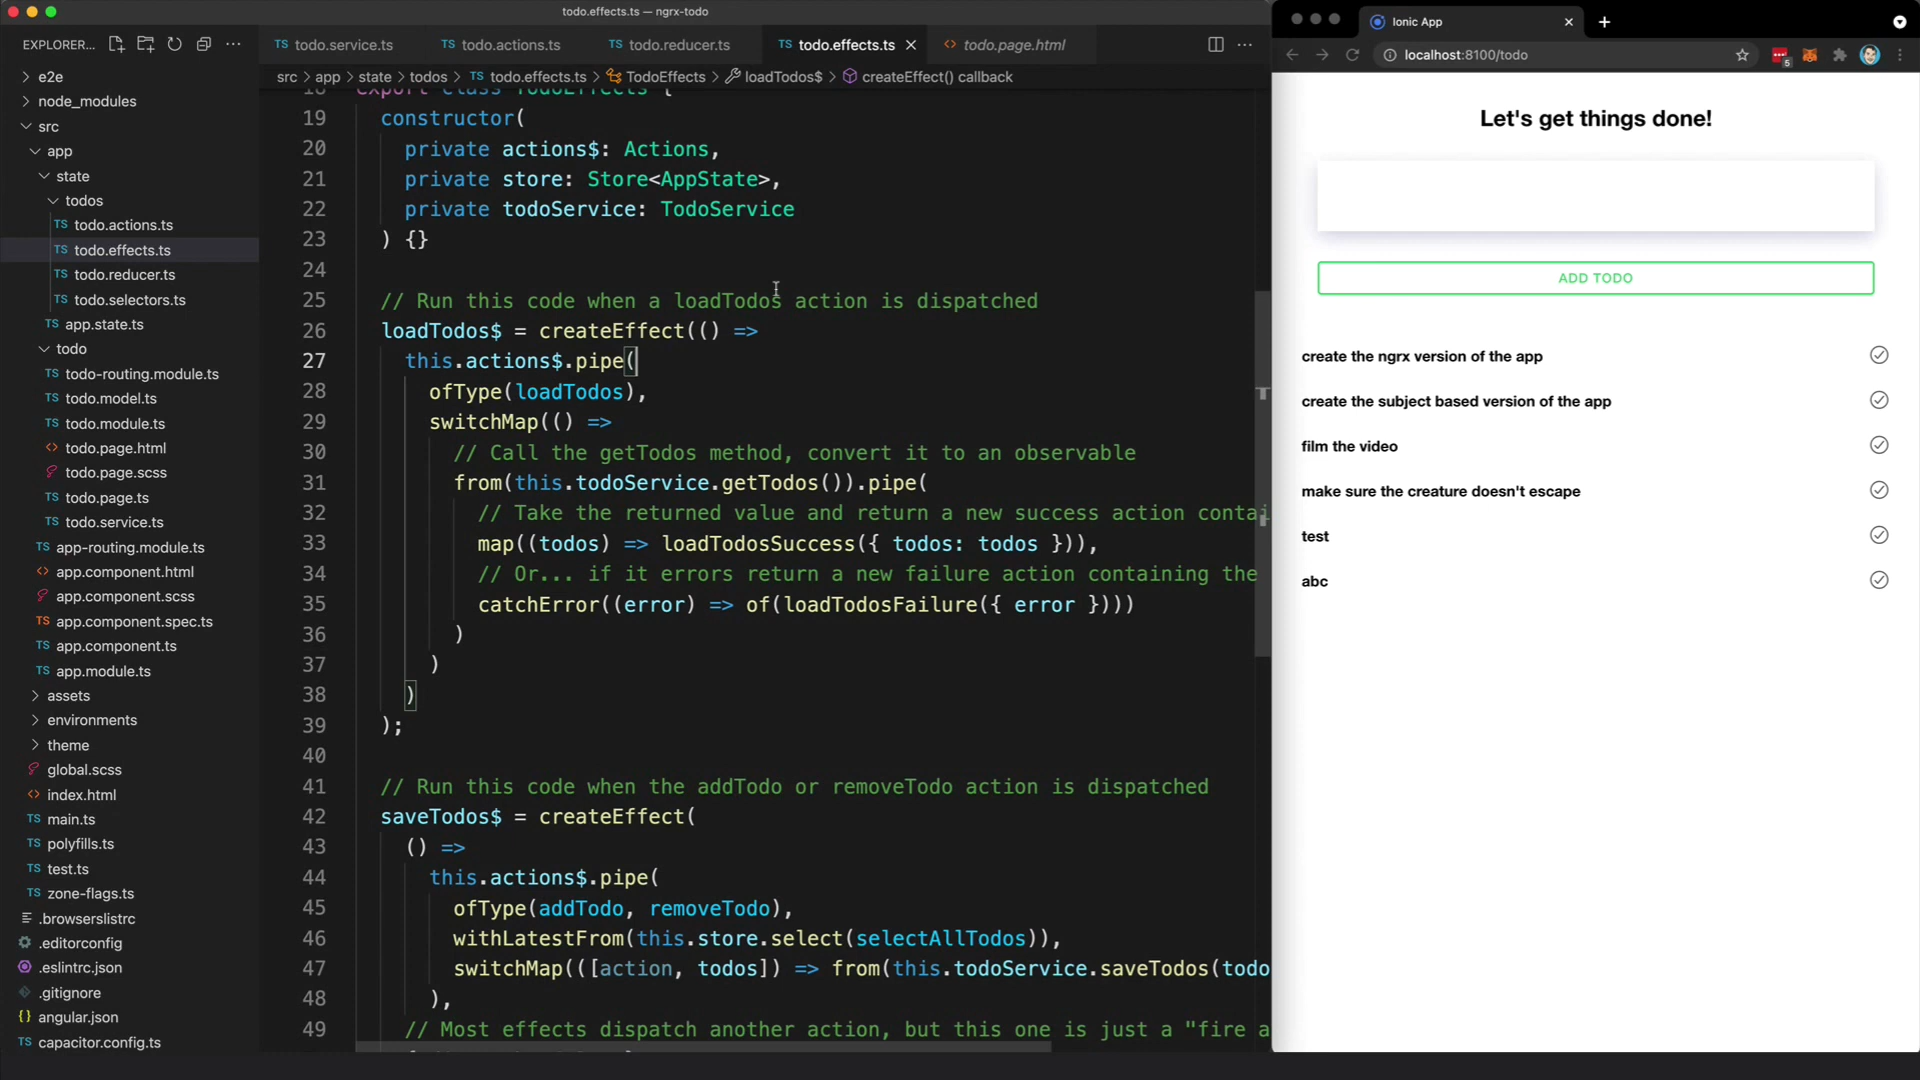 todo.effects.ts — ngrx-todo
EXPLORER...
e2e
node_modules
src
app
state
todos
TS todo.actions.ts
TS todo.effects.ts
TS todo.reducer.ts
TS todo.selectors.ts
TS app.state.ts
todo
TS todo-routing.module.ts
TS todo.model.ts
TS todo.module.ts
<> todo.page.html
todo.page.scss
TS todo.page.ts
TS todo.service.ts
TS app-routing.module.ts
<> app.component.html
app.component.scss
TS app.component.spec.ts
TS app.component.ts
TS app.module.ts
assets
environments
theme
global.scss
<> index.html
TS main.ts
TS polyfills.ts
TS test.ts
TS zone-flags.ts
.browserslistrc
.editorconfig
.eslintrc.json
.gitignore
{} angular.json
TS capacitor.config.ts
TS todo.service.ts
TS todo.actions.ts
TS todo.reducer.ts
TS todo.effects.ts
<> todo.page.html
src > app > state > todos > TS todo.effects.ts > TodoEffects > loadTodos$ > createEffect() callback
18 export class TodoEffects {
19 constructor(
20 private actions$: Actions,
21 private store: Store<AppState>,
22 private todoService: TodoService
23 ) {}
24
25 // Run this code when a loadTodos action is dispatched
26 loadTodos$ = createEffect(() =>
27 this.actions$.pipe(
28 ofType(loadTodos),
29 switchMap(() =>
30 // Call the getTodos method, convert it to an observable
31 from(this.todoService.getTodos()).pipe(
32 // Take the returned value and return a new success action contai
33 map((todos) => loadTodosSuccess({ todos: todos })),
34 // Or... if it errors return a new failure action containing the
35 catchError((error) => of(loadTodosFailure({ error })))
36 )
37 )
38 )
39 );
40
41 // Run this code when the addTodo or removeTodo action is dispatched
42 saveTodos$ = createEffect(
43 () =>
44 this.actions$.pipe(
45 ofType(addTodo, removeTodo),
46 withLatestFrom(this.store.select(selectAllTodos)),
47 switchMap(([action, todos]) => from(this.todoService.saveTodos(todo
48 ),
49 // Most effects dispatch another action, but this one is just a "fire a
Ionic App
localhost:8100/todo
5
Let's get things done!
ADD TODO
create the ngrx version of the app
create the subject based version of the app
film the video
make sure the creature doesn't escape
test
abc